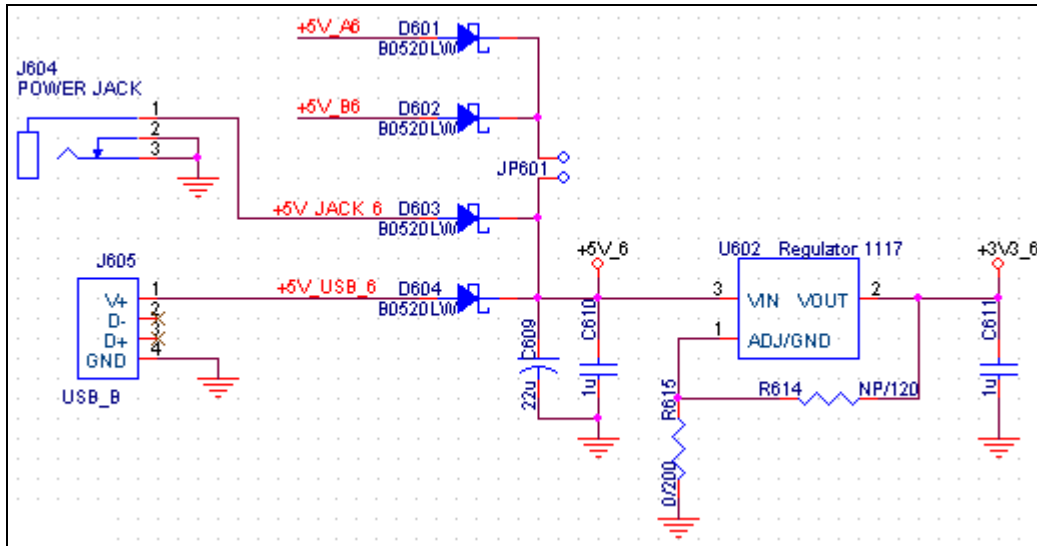 +5V_A6
D601
B0520LW
J604
POWER JACK
1
2
3
+5V_B6
D602
B0520LW
JP601
+5V_JACK_6
D603
B0520LW
J605
1
V+
2
D-
3
D+
4
GND
USB_B
+5V_USB_6
D604
B0520LW
+5V_6
C609
22u
C610
1u
U602 Regulator 1117
3
VIN VOUT
2
1
ADJ/GND
+3V3_6
C611
1u
R614 NP/120
R615
0/200